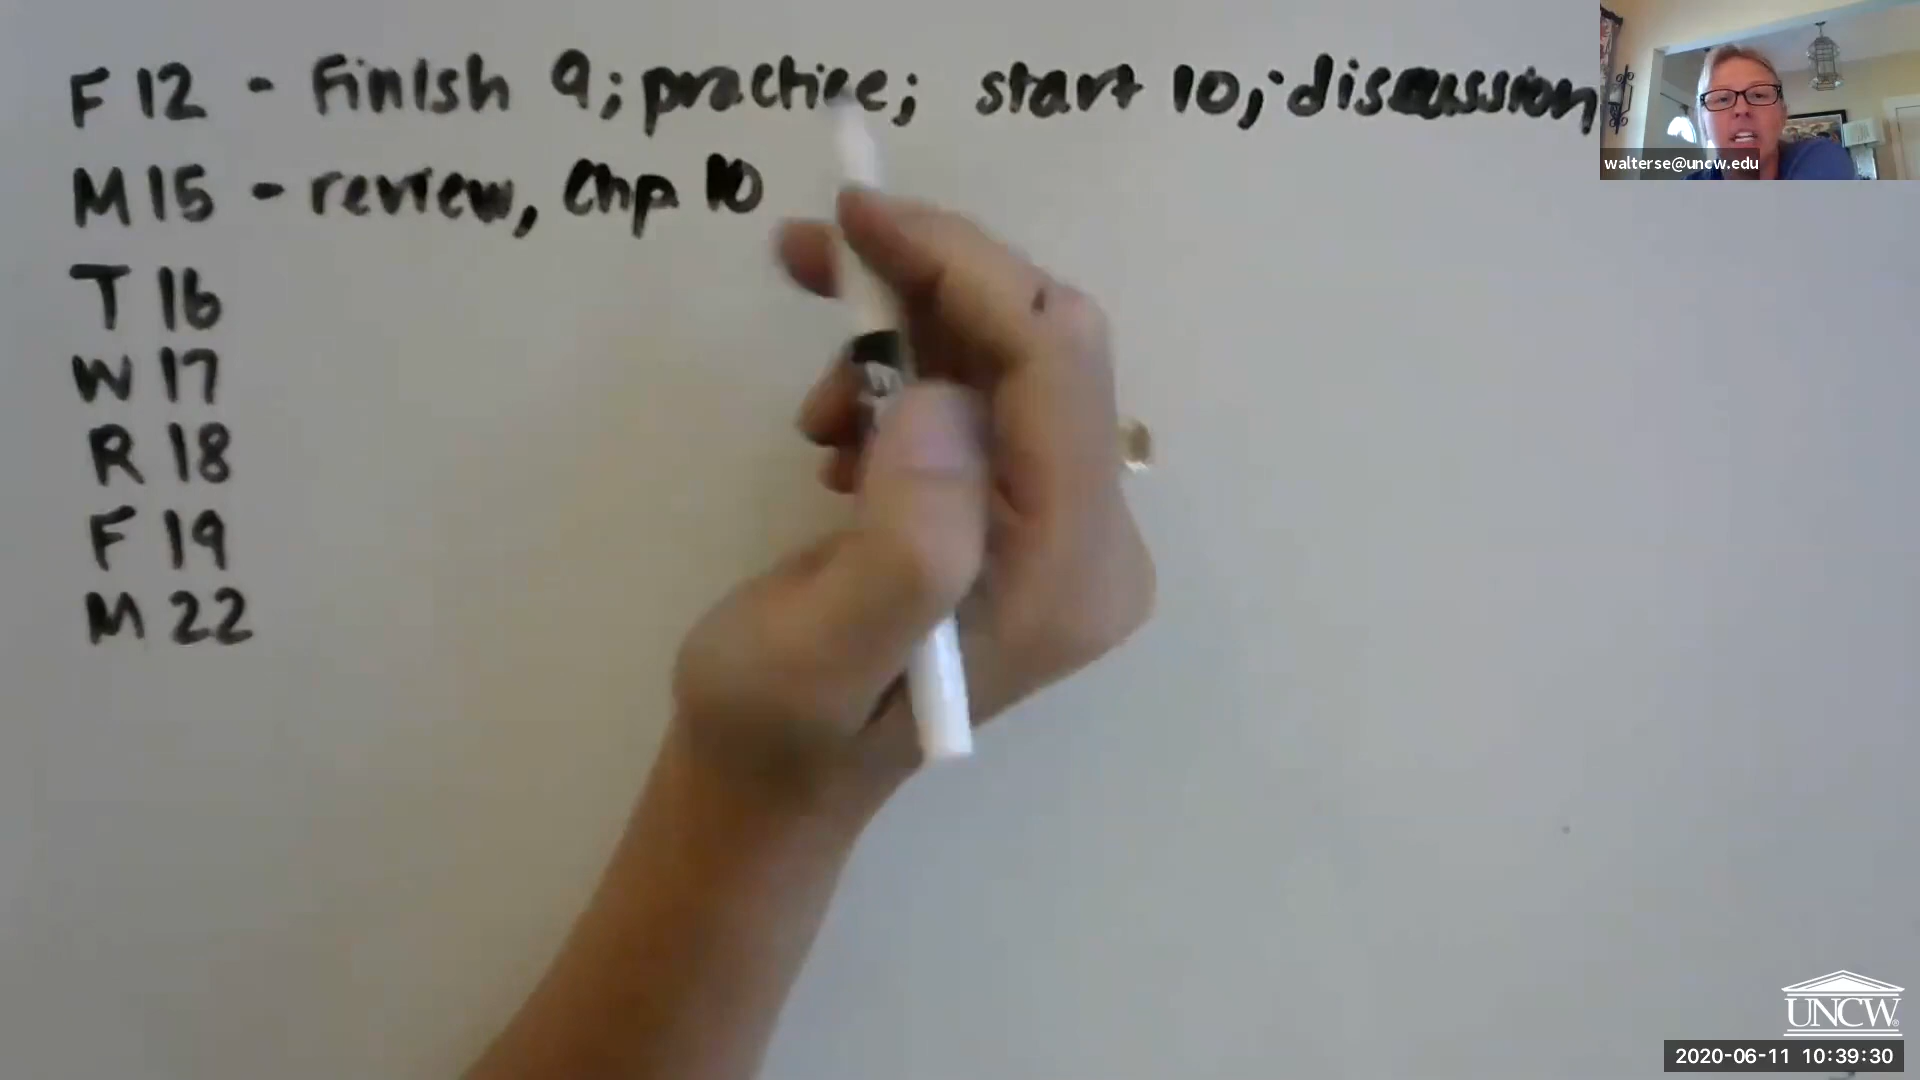 F 12 - Finish 9; practice; start 10; discussion
M 15 - review, Chp 10
T 16
W 17
R 18
F 19
M 22
walterse@uncw.edu
UNCW
2020-06-11 10:39:30